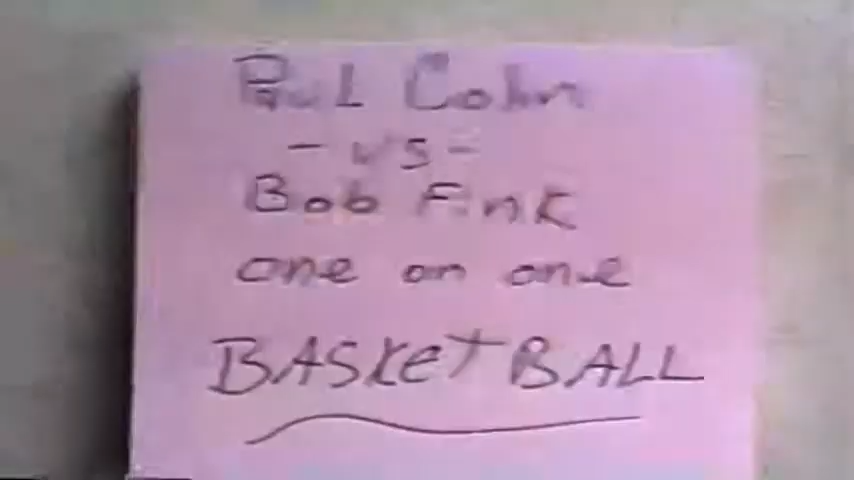 Paul Cohn
- vs -
Bob Fink
one on one
BASKETBALL